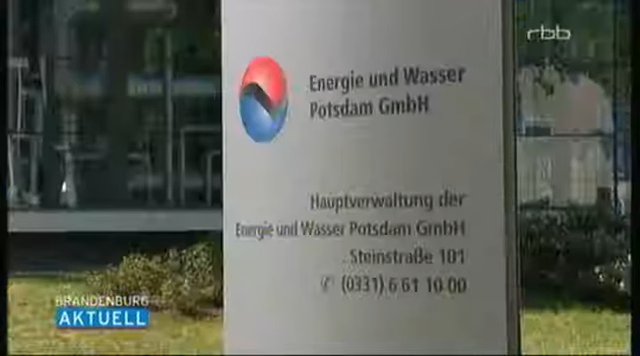 rbb
Energie und Wasser
Potsdam GmbH
Hauptverwaltung der
Energie und Wasser Potsdam GmbH
Steinstraße 101
✆ (0331) 6 61 10 00
BRANDENBURG
AKTUELL